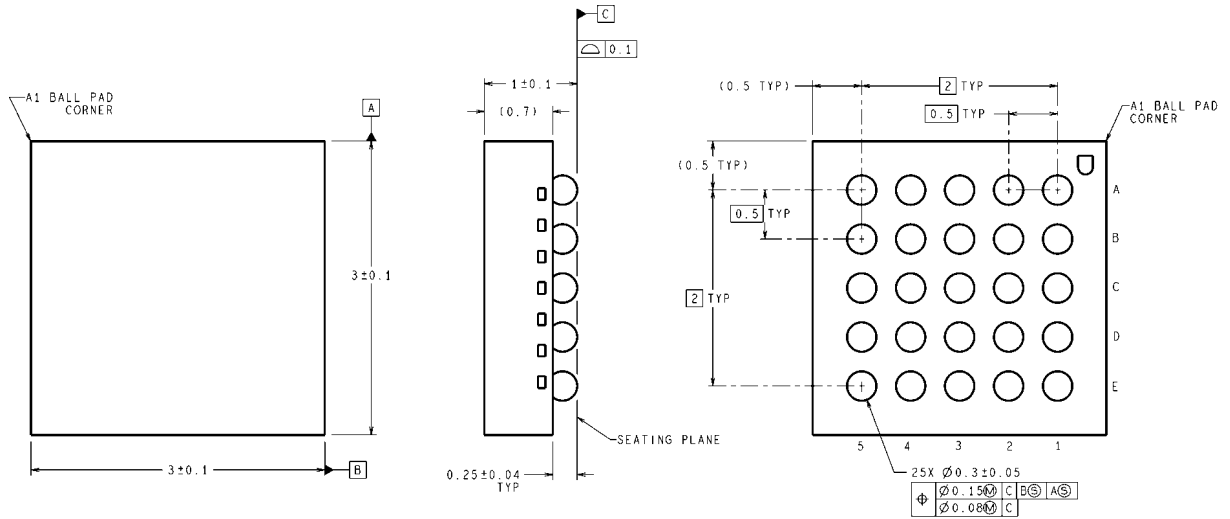 A1 BALL PAD
CORNER
A
3±0.1
3±0.1
B
C
⌓ 0.1
1±0.1
(0.7)
SEATING PLANE
0.25±0.04
TYP
(0.5 TYP)
2 TYP
0.5 TYP
A1 BALL PAD
CORNER
(0.5 TYP)
0.5 TYP
2 TYP
A
B
C
D
E
5 4 3 2 1
25X Ø0.3±0.05
⌖ Ø0.15Ⓜ C BⓈ AⓈ
Ø0.08Ⓜ C